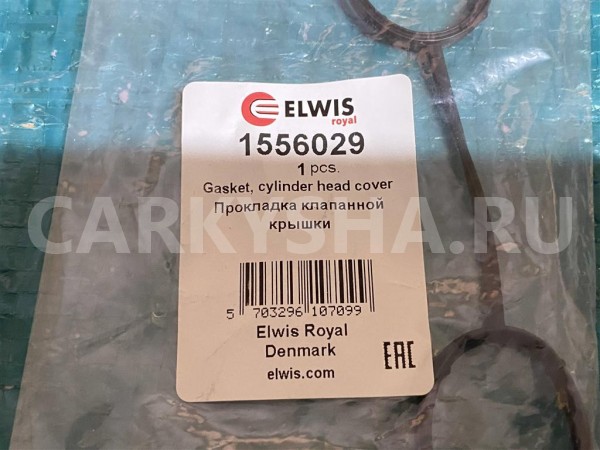 ELWIS
royal
1556029
1 pcs.
Gasket, cylinder head cover
Прокладка клапанной
крышки
CARKYSHA.RU
5 703296 107099
Elwis Royal
Denmark
elwis.com
EAC